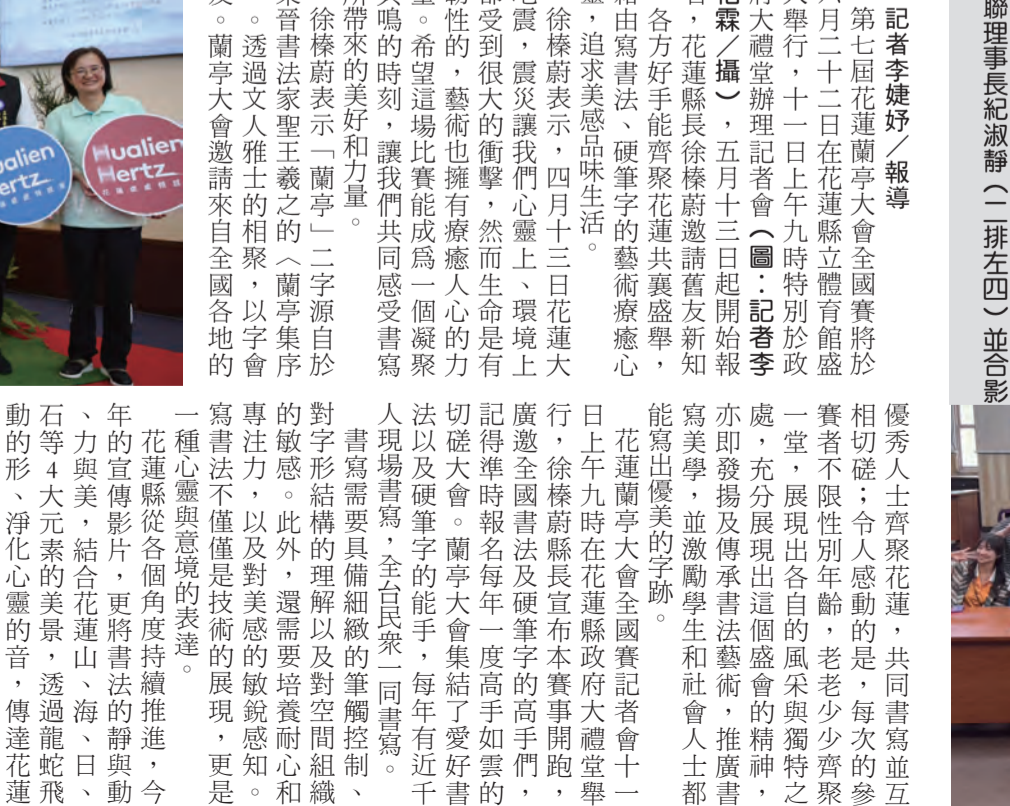 聯理事長紀淑靜（二排左四）並合影
記者李婕妤／報導
第七屆花蓮蘭亭大會全國賽將於
月二十二日在花蓮縣立體育館盛
大舉行，十一日上午九時特別於政
府大禮堂辦理記者會（圖：記者李
霖／攝），五月十三日起開始報
名，花蓮縣長徐榛蔚邀請舊友新知
各方好手能齊聚花蓮共襄盛舉，
藉由寫書法、硬筆字的藝術療癒心
靈，追求美感品味生活。
徐榛蔚表示，四月十三日花蓮大
地震，震災讓我們心靈上、環境上
都受到很大的衝擊，然而生命是有
韌性的，藝術也擁有療癒人心的力
量。希望這場比賽能成爲一個凝聚
共鳴的時刻，讓我們共同感受書寫
所帶來的美好和力量。
徐榛蔚表示「蘭亭」二字源自於
東晉書法家聖王羲之的〈蘭亭集序
。透過文人雅士的相聚，以字會
。蘭亭大會邀請來自全國各地的
優秀人士齊聚花蓮，共同書寫並互
相切磋；令人感動的是，每次的參
賽者不限性別年齡，老老少少齊聚
一堂，展現出各自的風采與獨特之
處，充分展現出這個盛會的精神，
亦即發揚及傳承書法藝術，推廣書
寫美學，並激勵學生和社會人士都
能寫出優美的字跡。
花蓮蘭亭大會全國賽記者會十一
日上午九時在花蓮縣政府大禮堂舉
行，徐榛蔚縣長宣布本賽事開跑，
廣邀全國書法及硬筆字的高手們，
記得準時報名每年一度高手如雲的
切磋大會。蘭亭大會集結了愛好書
法以及硬筆字的能手，每年有近千
人現場書寫，全台民衆一同書寫。
書寫需要具備細緻的筆觸控制、
對字形結構的理解以及對空間組織
的敏感。此外，還需要培養耐心和
專注力，以及對美感的敏銳感知。
寫書法不僅僅是技術的展現，更是
一種心靈與意境的表達。
花蓮縣從各個角度持續推進，今
年的宣傳影片，更將書法的靜與動
、力與美，結合花蓮山、海、日、
石等4大元素的美景，透過龍蛇飛
動的形、淨化心靈的音，傳達花蓮
ualien
ertz
Hualien
Hertz